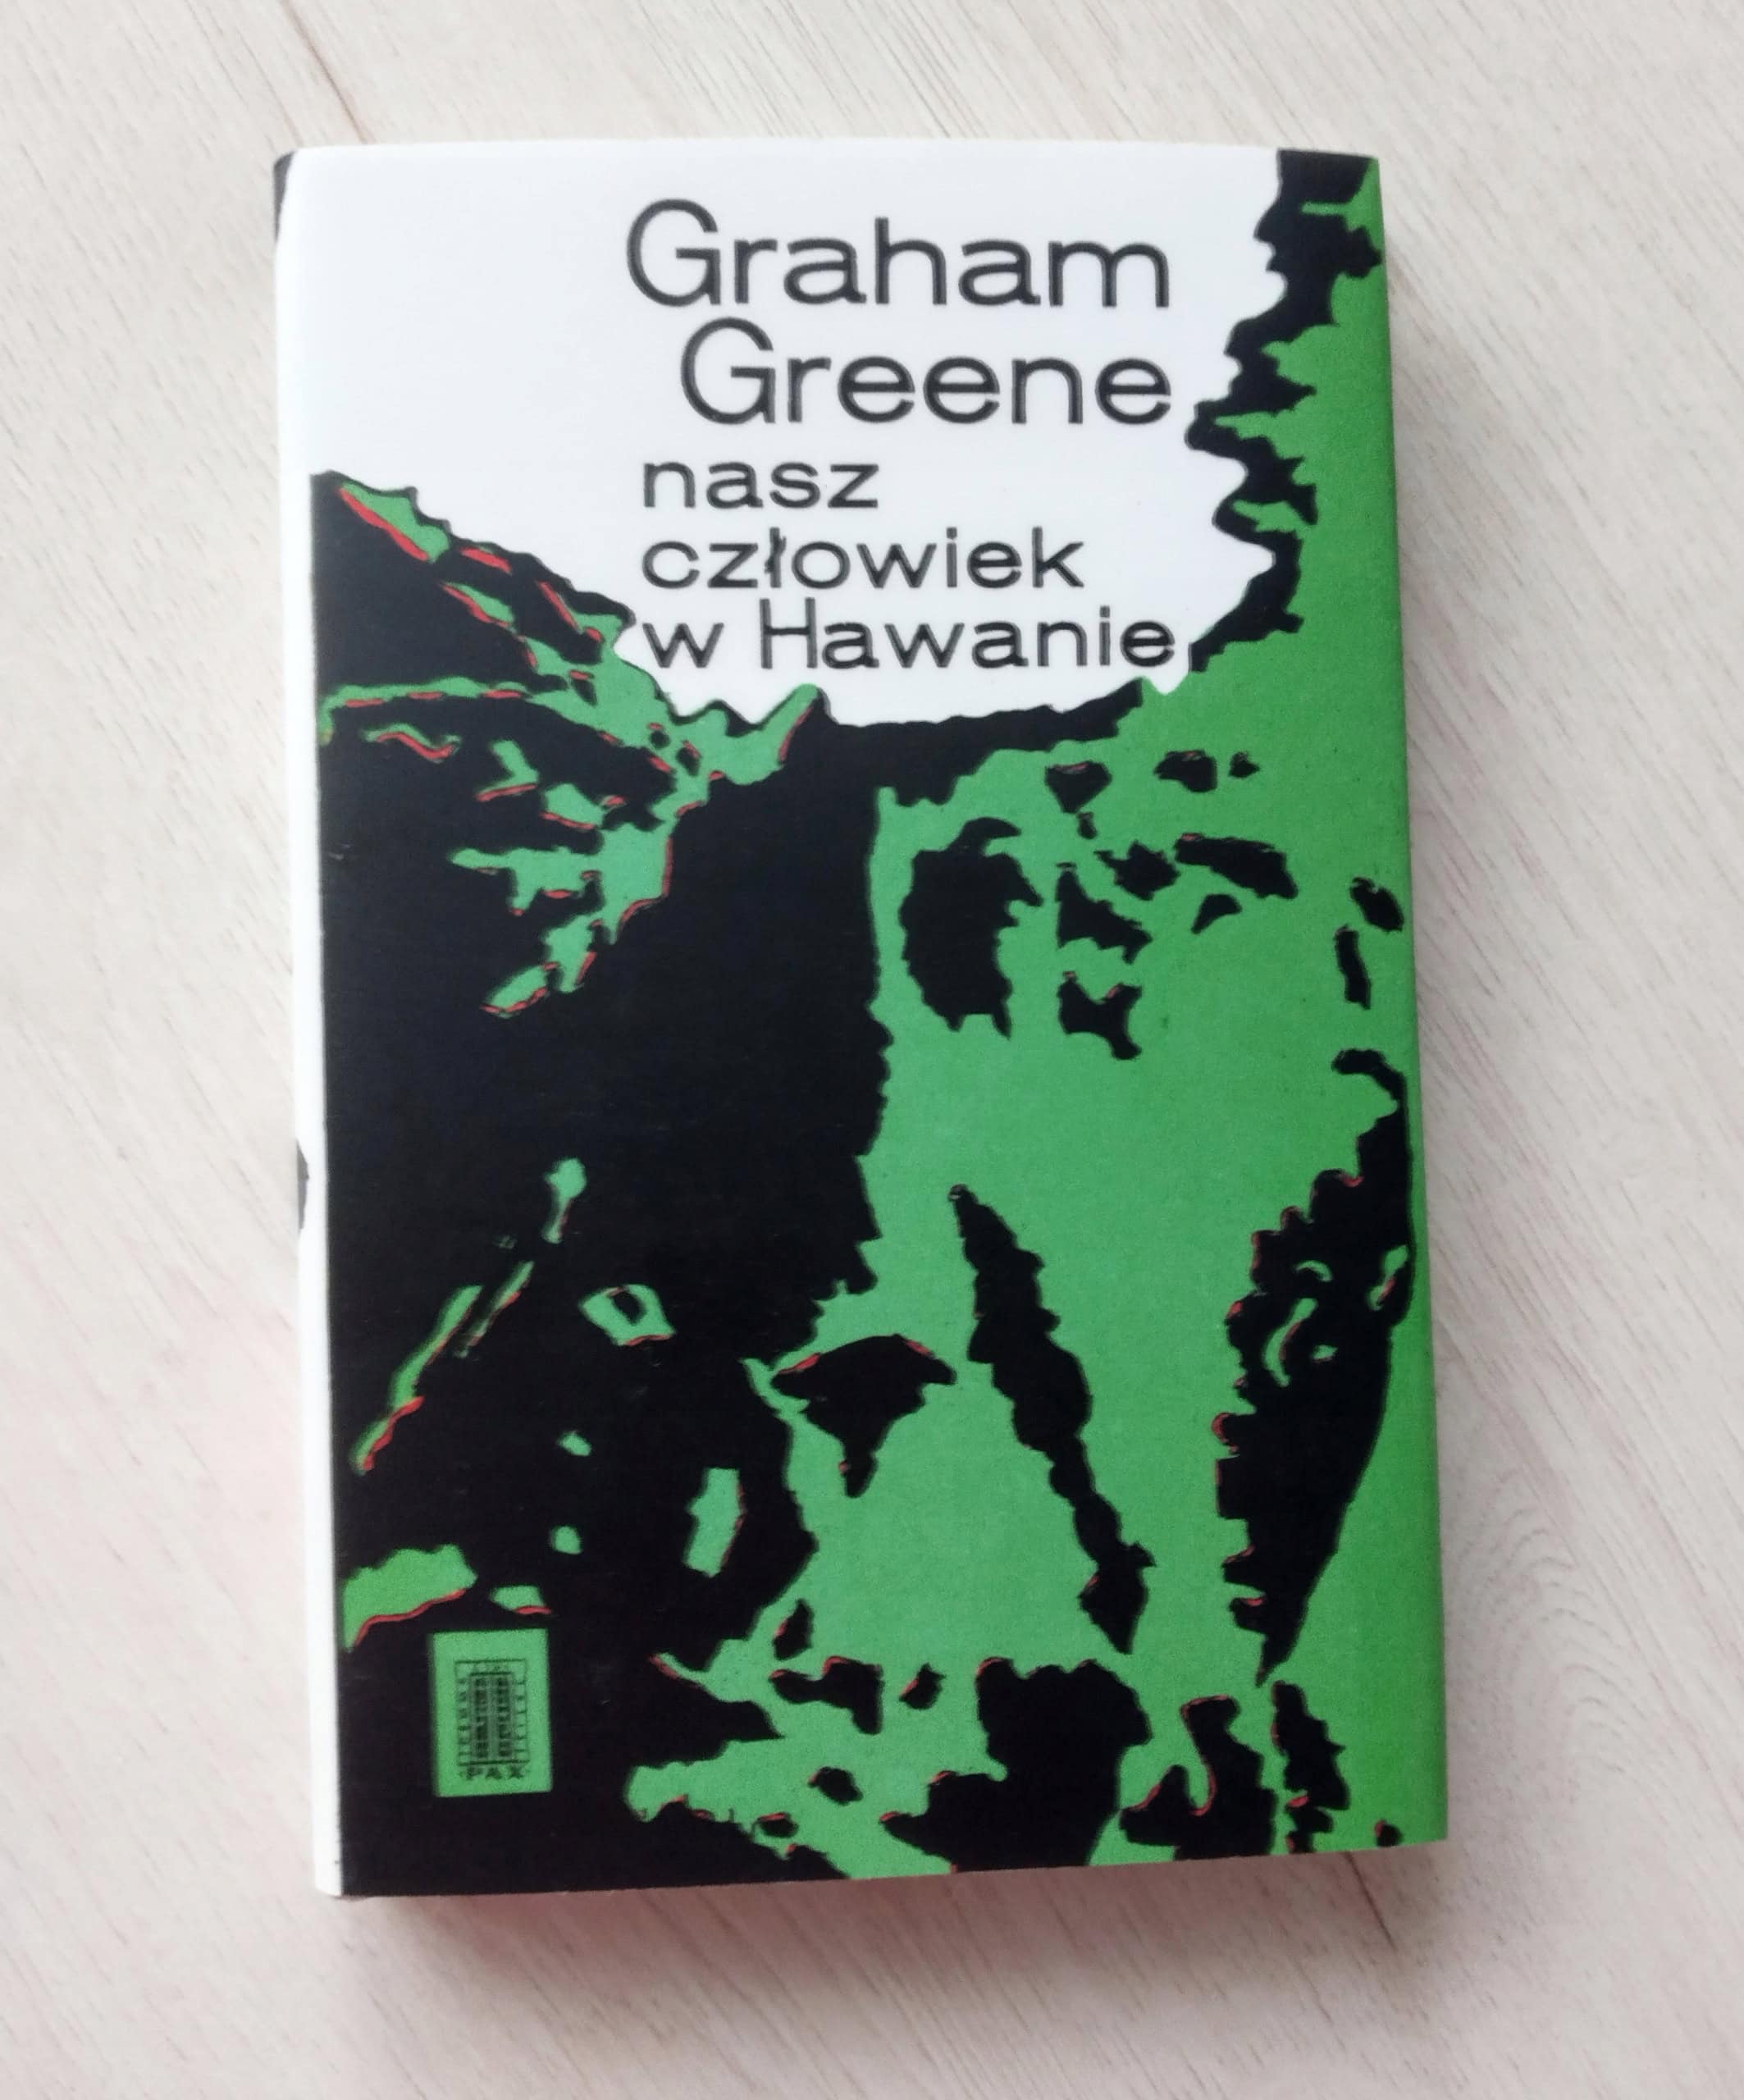 Graham
Greene
nasz
człowiek
w Hawanie
PAX